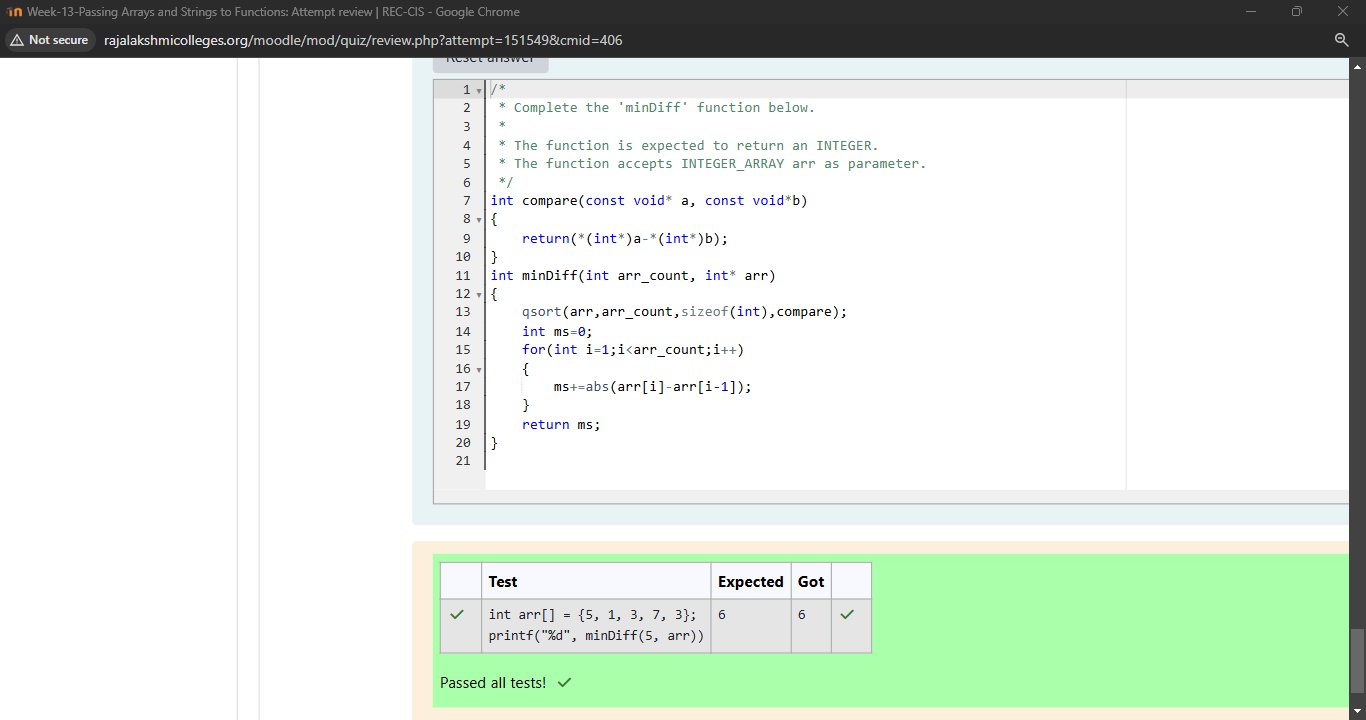 Week-13-Passing Arrays and Strings to Functions: Attempt review | REC-CIS - Google Chrome
Not secure rajalakshmicolleges.org/moodle/mod/quiz/review.php?attempt=151549&cmid=406
Reset answer
1 /*
2 * Complete the 'minDiff' function below.
3 *
4 * The function is expected to return an INTEGER.
5 * The function accepts INTEGER_ARRAY arr as parameter.
6 */
7 int compare(const void* a, const void*b)
8 {
9 return(*(int*)a-*(int*)b);
10 }
11 int minDiff(int arr_count, int* arr)
12 {
13 qsort(arr,arr_count,sizeof(int),compare);
14 int ms=0;
15 for(int i=1;i<arr_count;i++)
16 {
17 ms+=abs(arr[i]-arr[i-1]);
18 }
19 return ms;
20 }
21
Test Expected Got
int arr[] = {5, 1, 3, 7, 3}; 6 6
printf("%d", minDiff(5, arr))
Passed all tests!